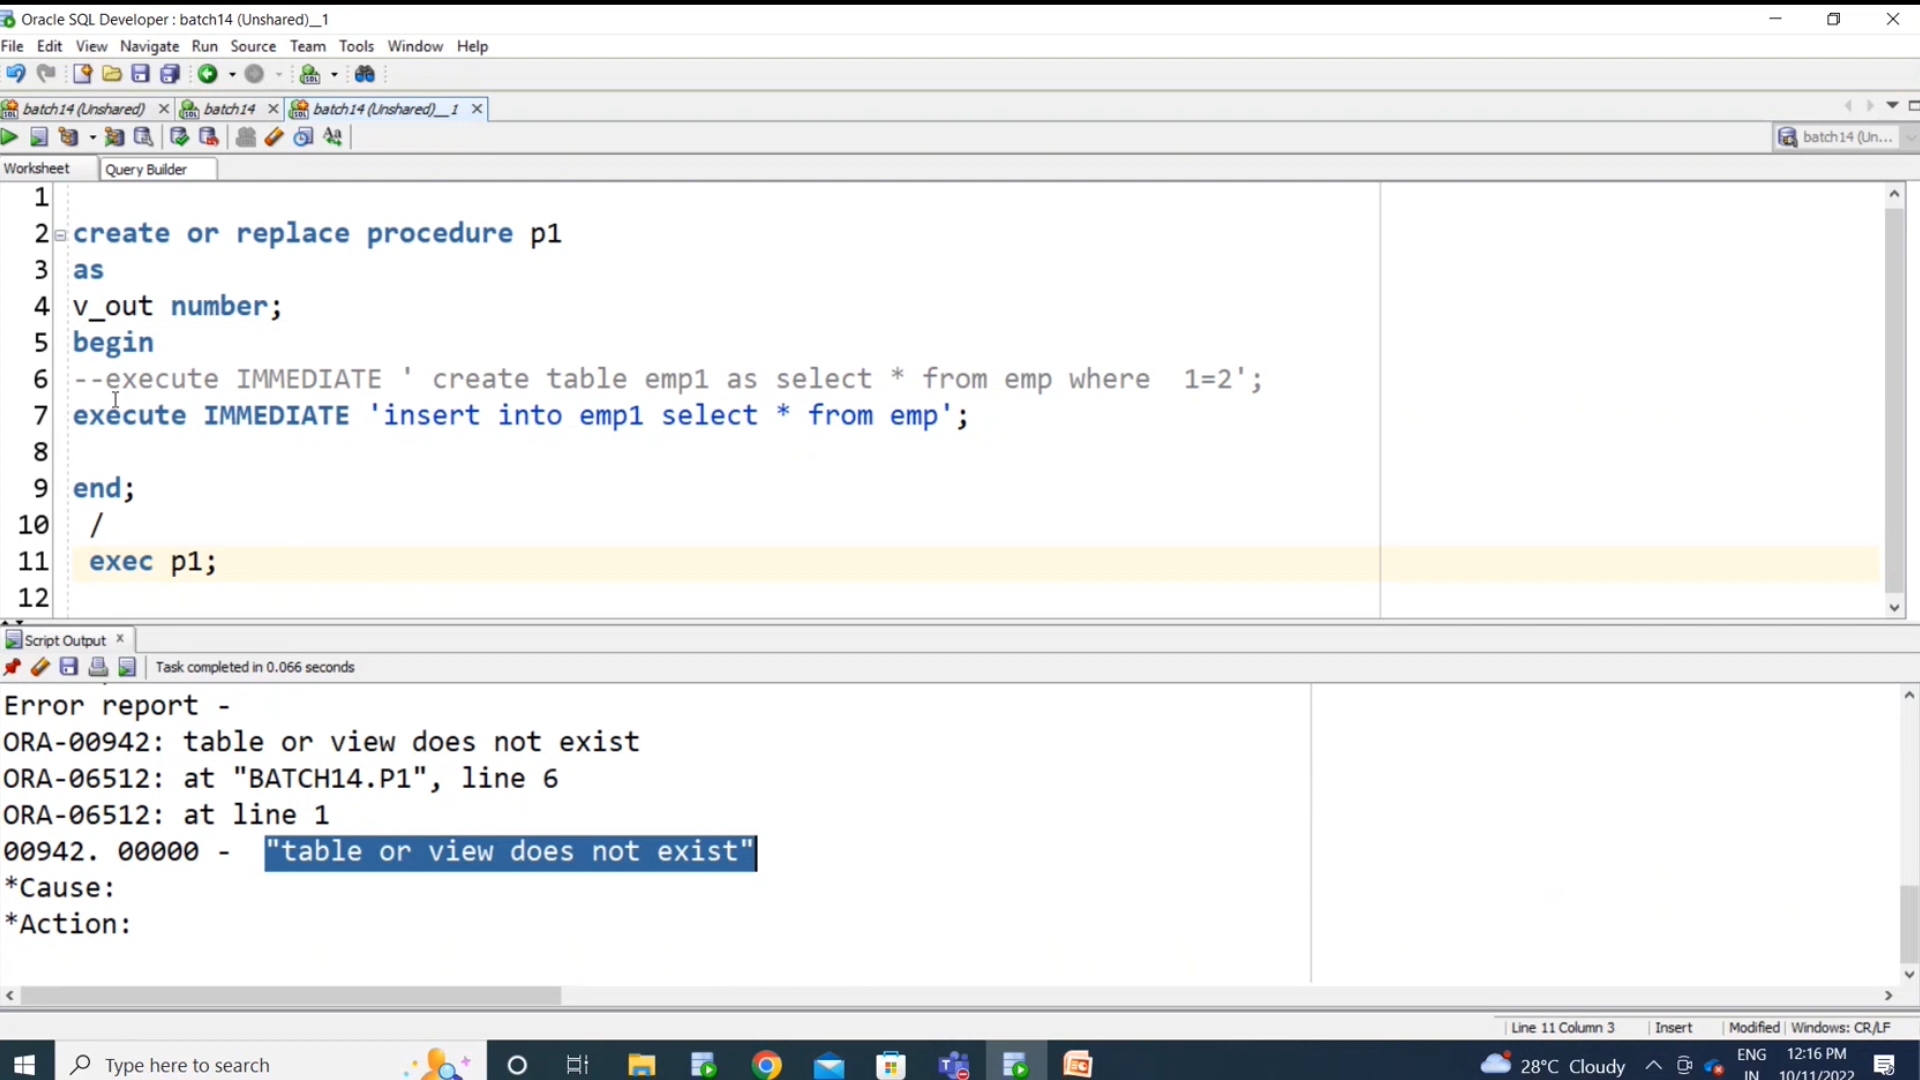 Oracle SQL Developer : batch14 (Unshared)__1
File Edit View Navigate Run Source Team Tools Window Help
batch14 (Unshared) batch14 batch14 (Unshared)__1
batch14 (Un...
Worksheet Query Builder
1
2 create or replace procedure p1
3 as
4 v_out number;
5 begin
6 --execute IMMEDIATE ' create table emp1 as select * from emp where  1=2';
7 execute IMMEDIATE 'insert into emp1 select * from emp';
8
9 end;
10 /
11 exec p1;
12
Script Output
Task completed in 0.066 seconds
Error report -
ORA-00942: table or view does not exist
ORA-06512: at "BATCH14.P1", line 6
ORA-06512: at line 1
00942. 00000 -  "table or view does not exist"
*Cause:
*Action:
Line 11 Column 3 Insert Modified Windows: CR/LF
Type here to search
28°C Cloudy
ENG
IN
12:16 PM
10/11/2022